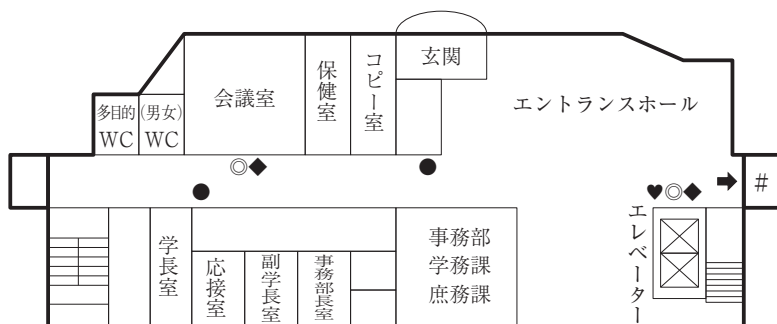 玄関
コピー室
保健室
会議室
エントランスホール
多目的
WC
(男女)
WC
◎◆
●
●
♥◎◆
➡
#
エレベーター
学長室
応接室
副学長室
事務部長室
事務部
学務課
庶務課